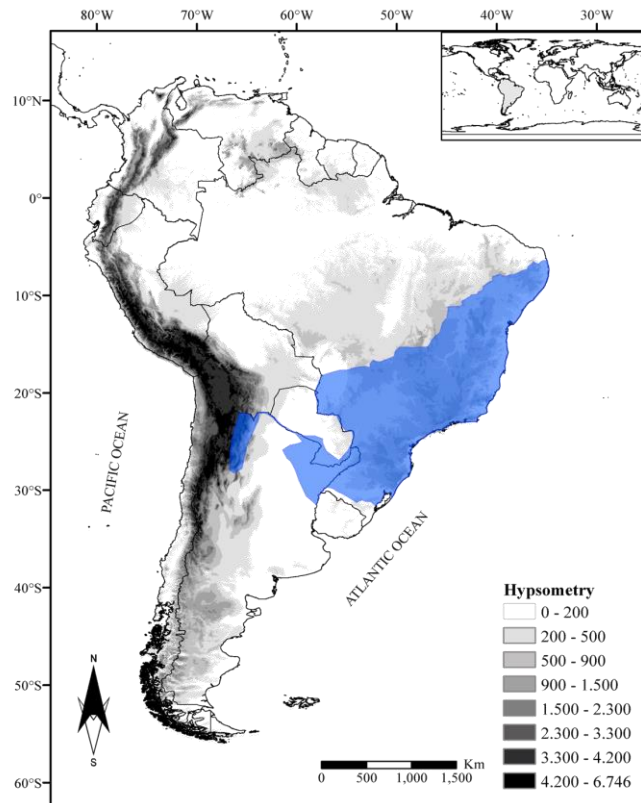 80°W 70°W 60°W 50°W 40°W 30°W
10°N
0°
10°S
20°S
30°S
40°S
50°S
60°S
PACIFIC OCEAN
ATLANTIC OCEAN
N
S
Hypsometry
0 - 200
200 - 500
500 - 900
900 - 1.500
1.500 - 2.300
2.300 - 3.300
3.300 - 4.200
4.200 - 6.746
Km
0 500 1,000 1,500